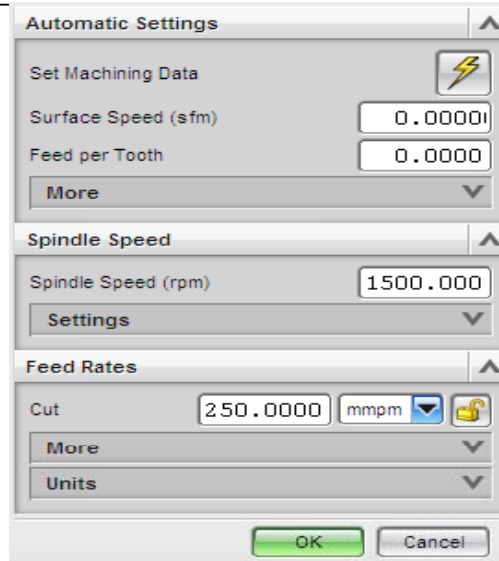 Automatic Settings
Set Machining Data
Surface Speed (sfm) 0.0000
Feed per Tooth 0.0000
More
Spindle Speed
Spindle Speed (rpm) 1500.000
Settings
Feed Rates
Cut 250.0000 mmpm
More
Units
OK Cancel